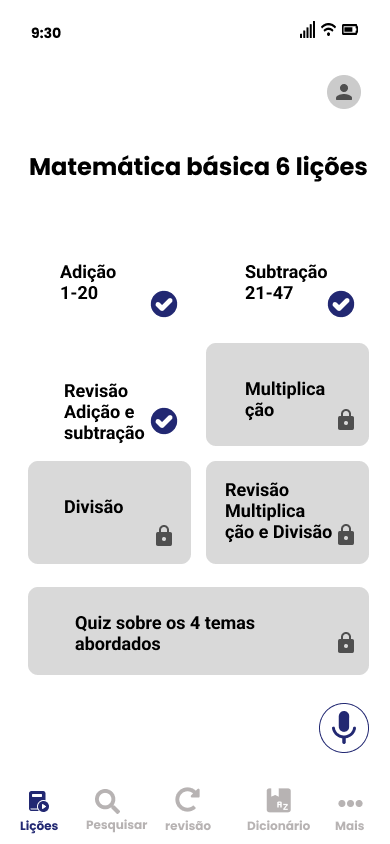 9:30
Matemática básica 6 lições
Adição
1-20
Subtração
21-47
Revisão
Adição e
subtração
Multiplica
ção
Divisão
Revisão
Multiplica
ção e Divisão
Quiz sobre os 4 temas
abordados
Lições
Pesquisar
revisão
Dicionário
Mais